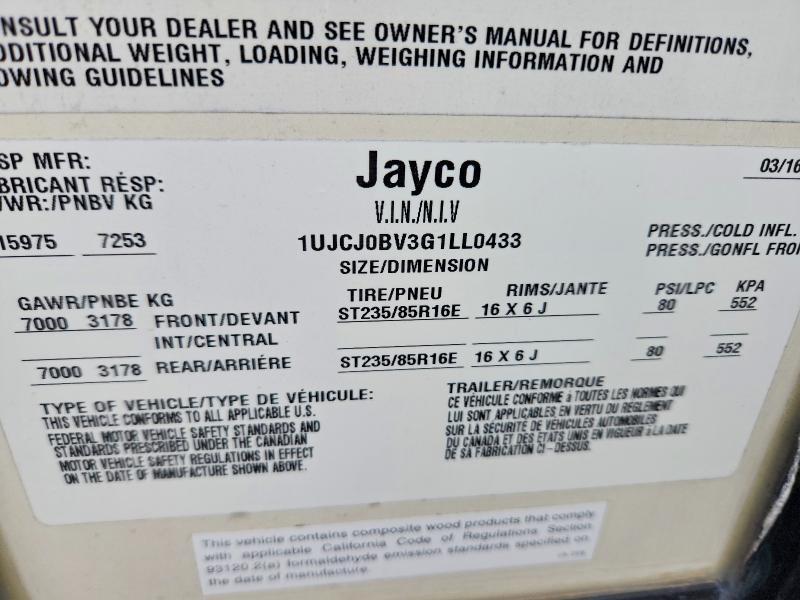 NSULT YOUR DEALER AND SEE OWNER'S MANUAL FOR DEFINITIONS,
DDITIONAL WEIGHT, LOADING, WEIGHING INFORMATION AND
OWING GUIDELINES
SP MFR:
BRICANT RÉSP:
WR:/PNBV KG
15975 7253
Jayco
V.I.N./N.I.V
1UJCJ0BV3G1LL0433
SIZE/DIMENSION
03/16
PRESS./COLD INFL.
PRESS./GONFL FROI
GAWR/PNBE KG TIRE/PNEU RIMS/JANTE PSI/LPC KPA
7000 3178 FRONT/DEVANT ST235/85R16E 16 X 6 J 80 552
INT/CENTRAL
7000 3178 REAR/ARRIÉRE ST235/85R16E 16 X 6 J 80 552
TYPE OF VEHICLE/TYPE DE VÉHICULE:
THIS VEHICLE CONFORMS TO ALL APPLICABLE U.S.
FEDERAL MOTOR VEHICLE SAFETY STANDARDS AND
STANDARDS PRESCRIBED UNDER THE CANADIAN
MOTOR VEHICLE SAFETY REGULATIONS IN EFFECT
ON THE DATE OF MANUFACTURE SHOWN ABOVE.
TRAILER/REMORQUE
CE VÉHICULE CONFORME à TOUTES LES NORMES QUI
LUI SONT APPLICABLES EN VERTU DU REGLEMENT
SUR LA SÉCURITE DE VÉHICULES AUTOMOBILES
DU CANADA ET DES ETATS UNIS EN VIGUEUR à LA DATE
DE SA FABRICATION CI-DESSUS.
This vehicle contains composite wood products that comply
with applicable California Code of Regulations Section
93120.2(a) formaldehyde emission standards specified on
the date of manufacture.